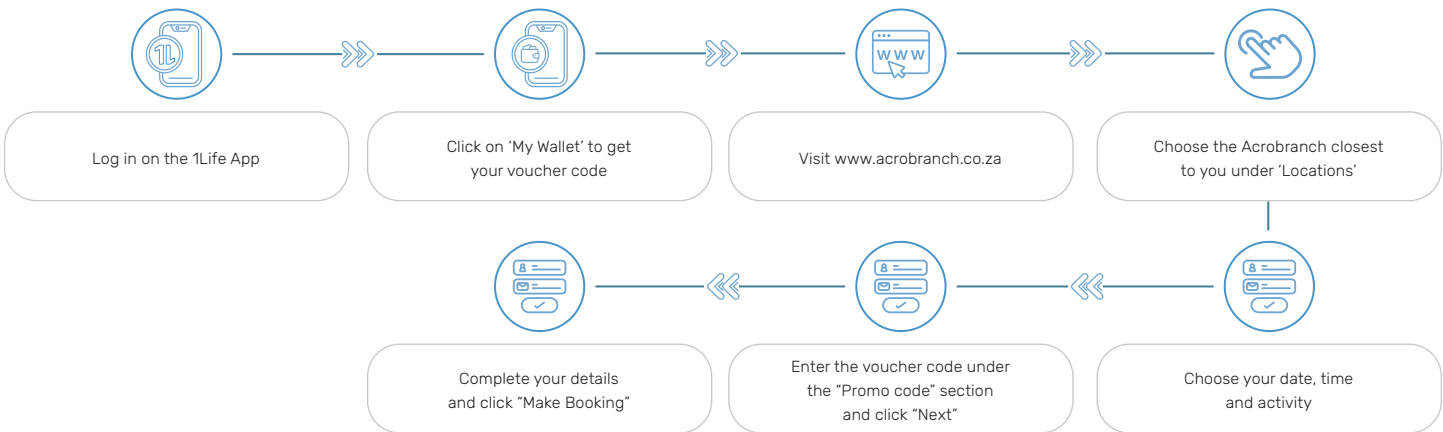 1L
WWW
Log in on the 1Life App
Click on ‘My Wallet’ to get
your voucher code
Visit www.acrobranch.co.za
Choose the Acrobranch closest
to you under ‘Locations’
Choose your date, time
and activity
Enter the voucher code under
the “Promo code” section
and click “Next”
Complete your details
and click “Make Booking”